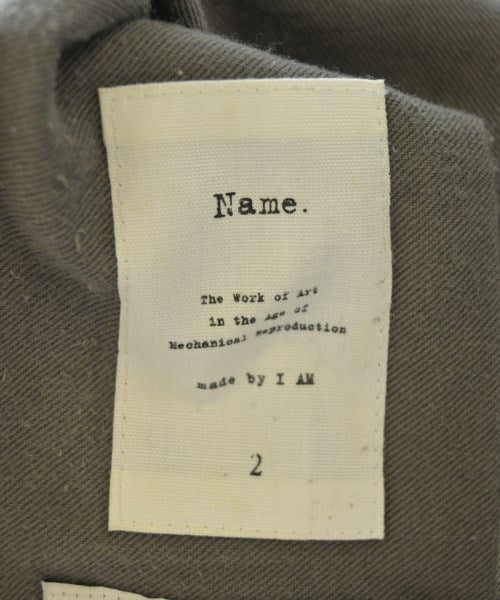 Name.
The Work of Art
in the Age of
Mechanical Reproduction
made by I AM
2